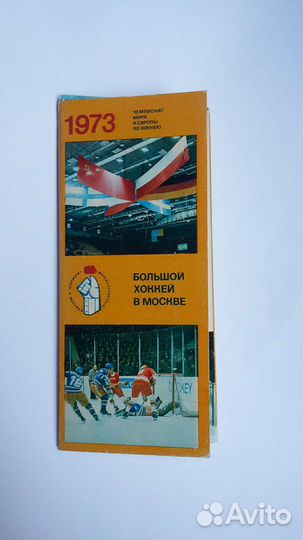 1973
ЧЕМПИОНАТ
МИРА
И ЕВРОПЫ
ПО ХОККЕЮ
БОЛЬШОЙ
ХОККЕЙ
В МОСКВЕ
Avito